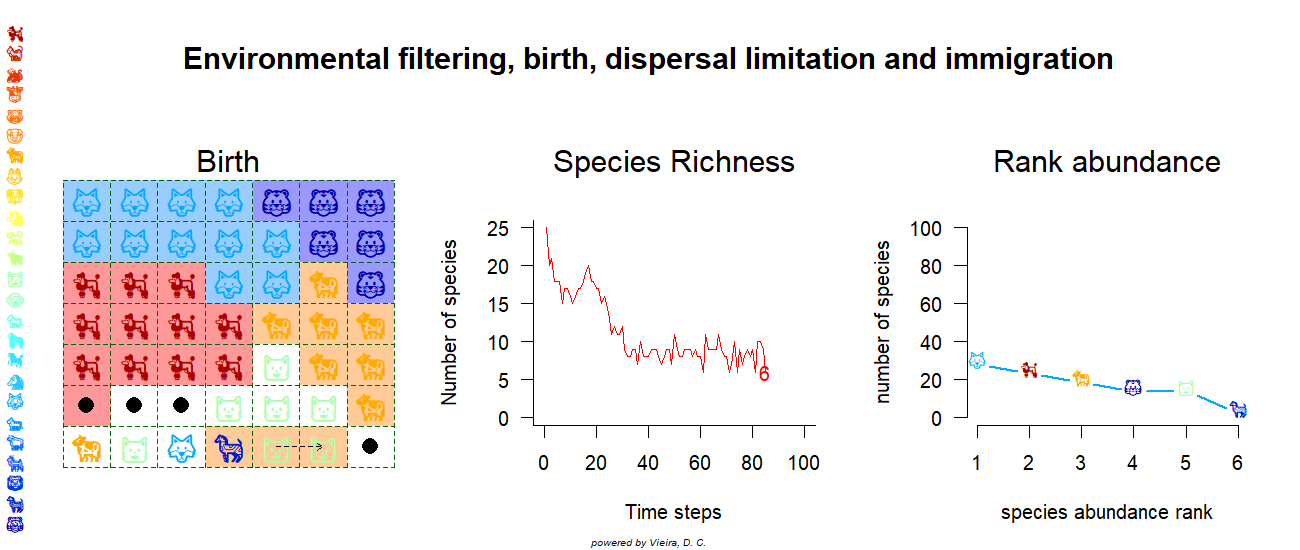 Environmental filtering, birth, dispersal limitation and immigration
Birth
Species Richness
Number of species
25
20
15
10
5
0
6
0 20 40 60 80 100
Time steps
Rank abundance
number of species
100
80
60
40
20
0
1 2 3 4 5 6
species abundance rank
powered by Vieira, D. C.